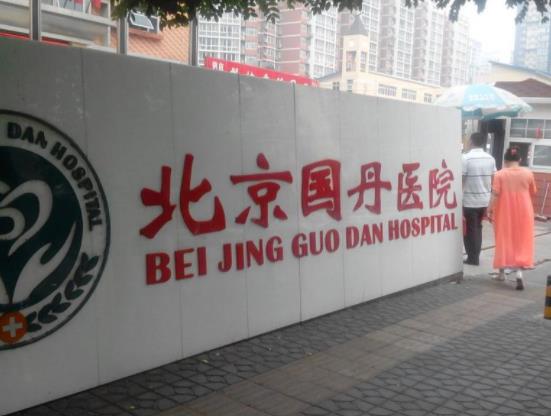 DAN HOSPITAL
北京国丹医院
BEI JING GUO DAN HOSPITAL